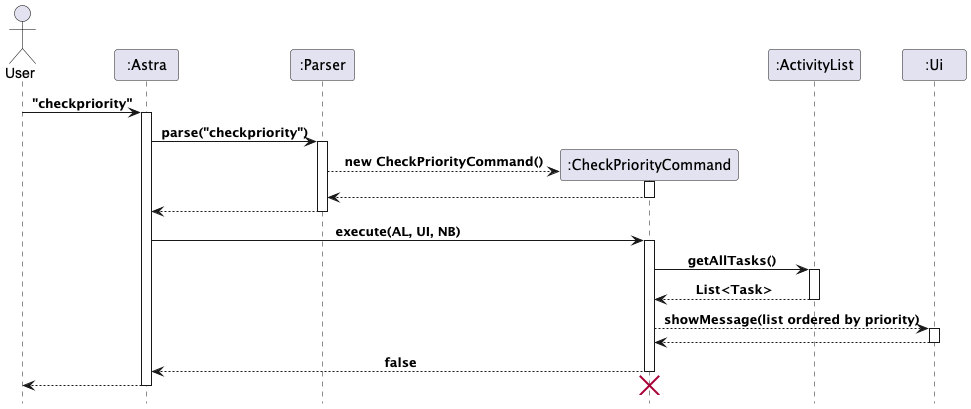 User
:Astra
:Parser
:ActivityList
:Ui
"checkpriority"
parse("checkpriority")
new CheckPriorityCommand()
:CheckPriorityCommand
execute(AL, UI, NB)
getAllTasks()
List<Task>
showMessage(list ordered by priority)
false